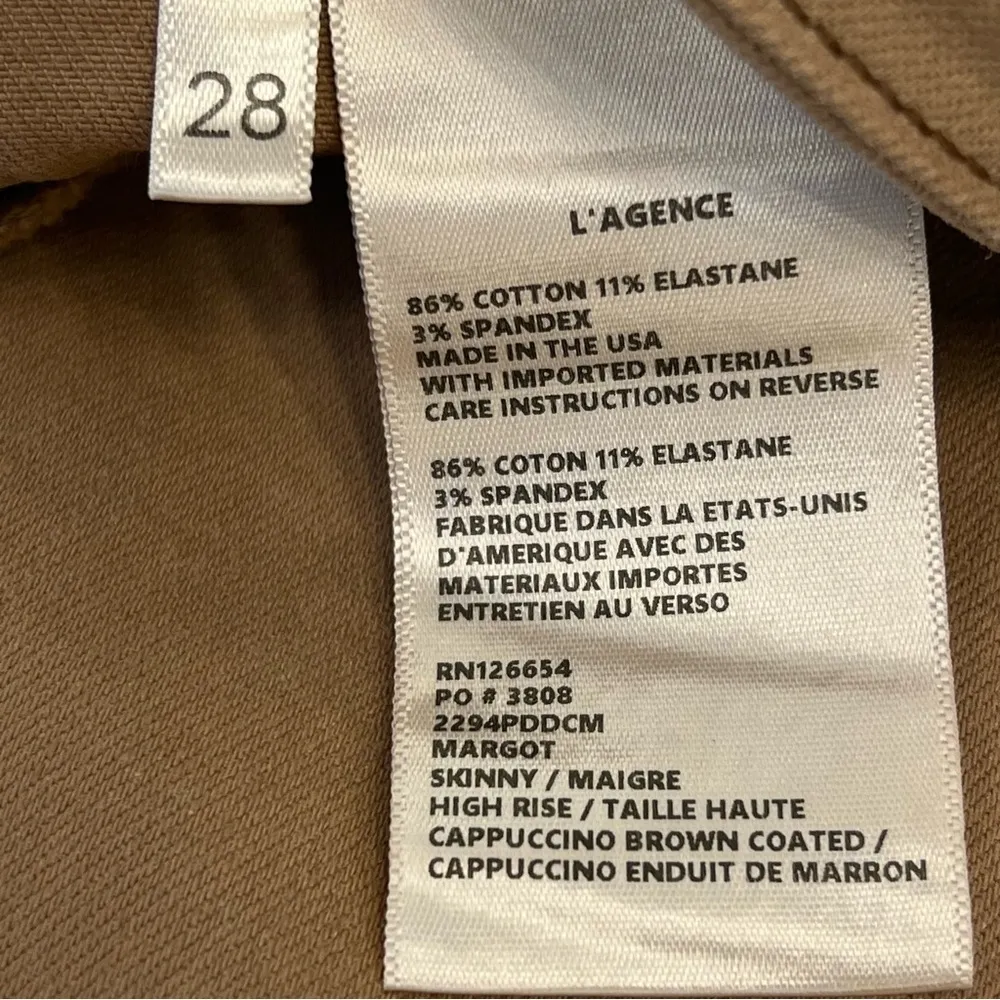 28
L'AGENCE
86% COTTON 11% ELASTANE
3% SPANDEX
MADE IN THE USA
WITH IMPORTED MATERIALS
CARE INSTRUCTIONS ON REVERSE
86% COTON 11% ELASTANE
3% SPANDEX
FABRIQUE DANS LA ETATS-UNIS
D'AMERIQUE AVEC DES
MATERIAUX IMPORTES
ENTRETIEN AU VERSO
RN126654
PO # 3808
2294PDDCM
MARGOT
SKINNY / MAIGRE
HIGH RISE / TAILLE HAUTE
CAPPUCCINO BROWN COATED /
CAPPUCCINO ENDUIT DE MARRON